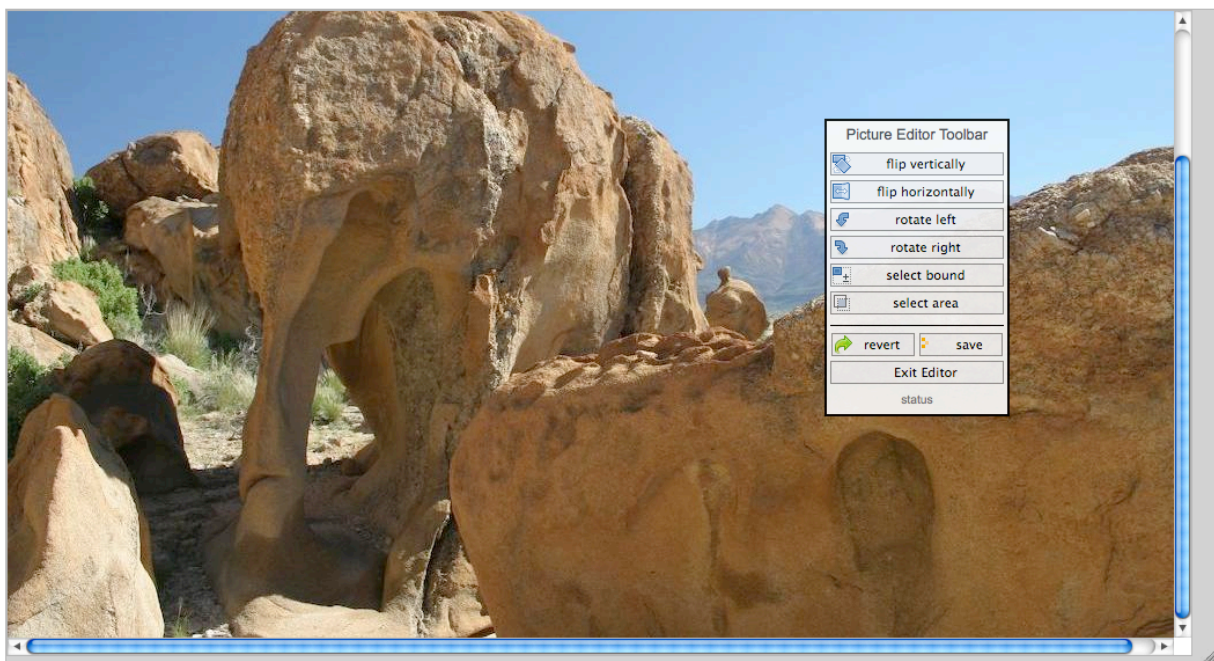 Picture Editor Toolbar
flip vertically
flip horizontally
rotate left
rotate right
select bound
select area
revert save
Exit Editor
status